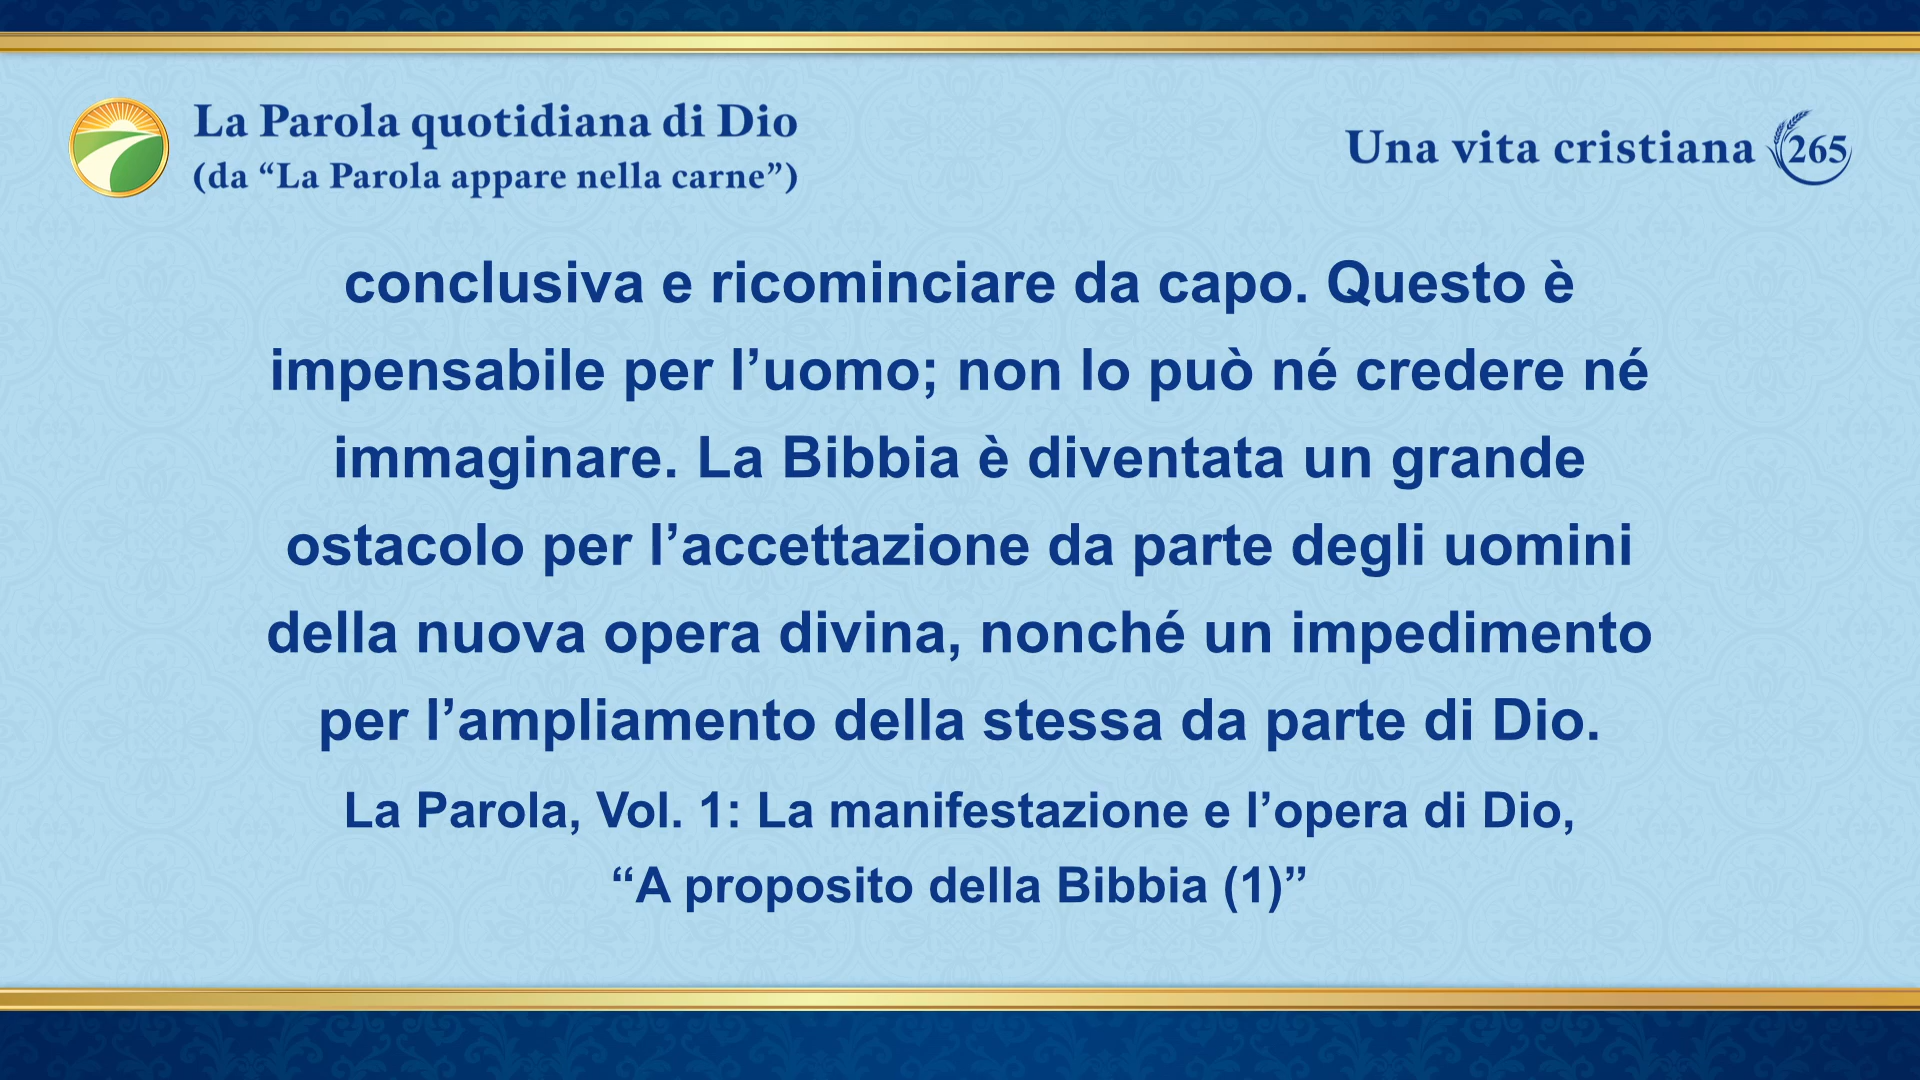 La Parola quotidiana di Dio
(da “La Parola appare nella carne”)
Una vita cristiana 265
conclusiva e ricominciare da capo. Questo è
impensabile per l’uomo; non lo può né credere né
immaginare. La Bibbia è diventata un grande
ostacolo per l’accettazione da parte degli uomini
della nuova opera divina, nonché un impedimento
per l’ampliamento della stessa da parte di Dio.
La Parola, Vol. 1: La manifestazione e l’opera di Dio,
“A proposito della Bibbia (1)”